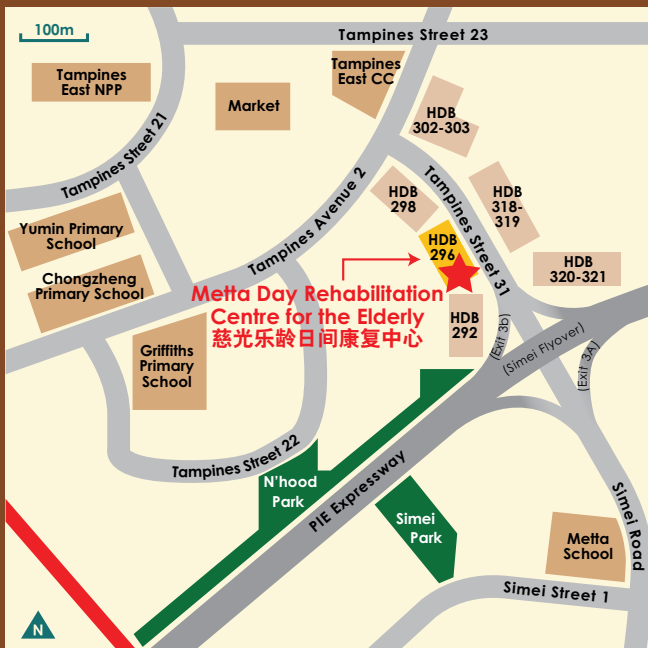 100m
Tampines Street 23
Tampines
East NPP
Market
Tampines
East CC
HDB
302-303
Tampines Street 21
Tampines Avenue 2
Tampines Street 31
HDB
298
HDB
318-
319
Yumin Primary
School
HDB
296
HDB
320-321
Chongzheng
Primary School
Metta Day Rehabilitation
Centre for the Elderly
慈光乐龄日间康复中心
HDB
292
(Exit 3b)
(Simei Flyover)
(Exit 3A)
Griffiths
Primary
School
Tampines Street 22
N'hood
Park
PIE Expressway
Simei
Park
Simei Road
Metta
School
Simei Street 1
N